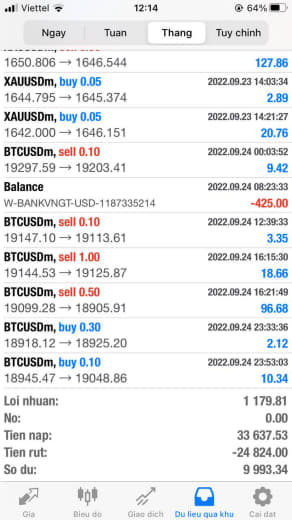 Viettel 12:14 64%
Ngay Tuan Thang Tuy chinh
1650.806 → 1646.544 127.86
XAUUSDm, buy 0.05 2022.09.23 14:03:34
1644.795 → 1645.374 2.89
XAUUSDm, buy 0.05 2022.09.23 14:21:27
1642.000 → 1646.151 20.76
BTCUSDm, sell 0.10 2022.09.24 00:03:52
19297.59 → 19203.41 9.42
Balance 2022.09.24 08:23:33
W-BANKVNGT-USD-1187335214 -425.00
BTCUSDm, sell 0.10 2022.09.24 12:39:33
19147.10 → 19113.61 3.35
BTCUSDm, sell 1.00 2022.09.24 16:15:30
19144.53 → 19125.87 18.66
BTCUSDm, sell 0.50 2022.09.24 16:21:49
19099.28 → 18905.91 96.68
BTCUSDm, buy 0.30 2022.09.24 23:33:36
18918.12 → 18925.20 2.12
BTCUSDm, buy 0.10 2022.09.24 23:53:03
18945.47 → 19048.86 10.34
Loi nhuan: 1 179.81
No: 0.00
Tien nap: 33 637.53
Tien rut: -24 824.00
So du: 9 993.34
Gia Bieu do Giao dich Du lieu qua khu Cai dat